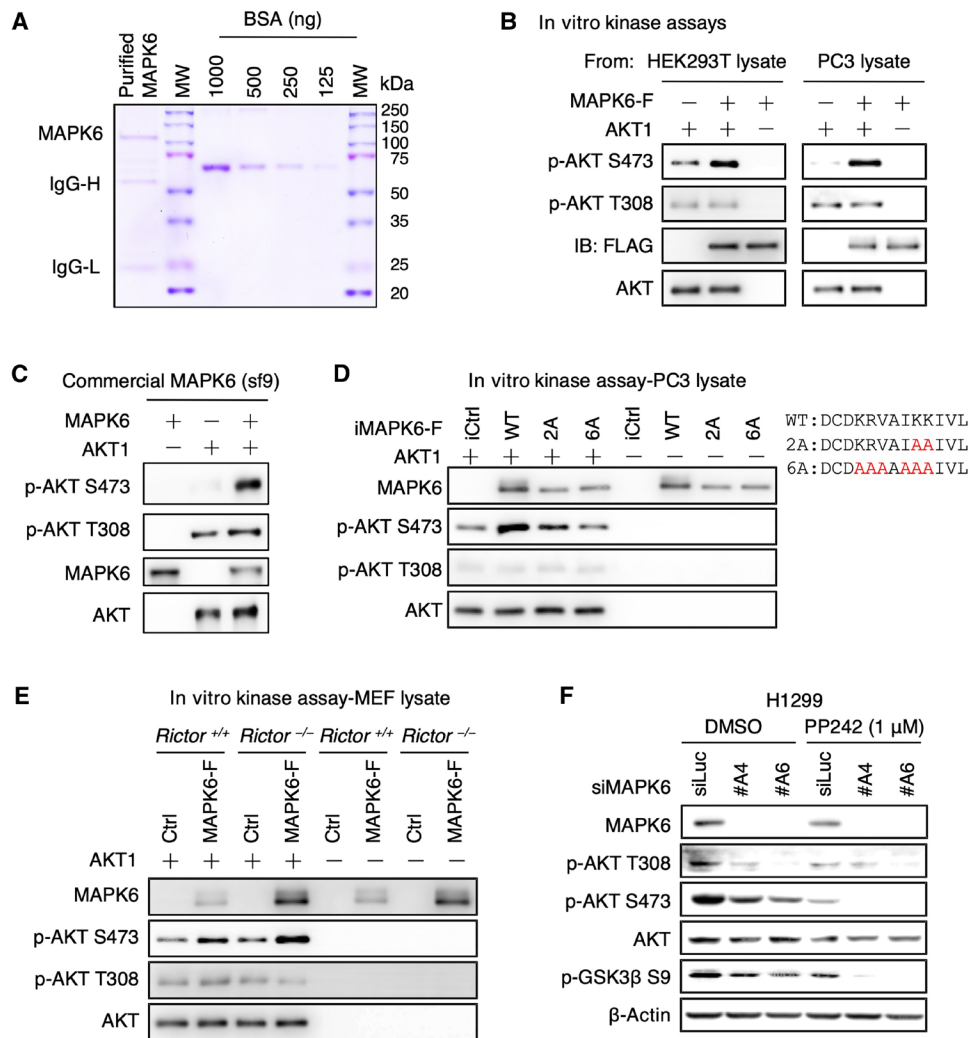 A
BSA (ng)
Purified
MAPK6
MW
1000
500
250
125
MW
kDa
MAPK6
IgG-H
IgG-L
250
150
100
75
50
35
25
20
B In vitro kinase assays
From: HEK293T lysate PC3 lysate
MAPK6-F – + + – + +
AKT1 + + – + + –
p-AKT S473
p-AKT T308
IB: FLAG
AKT
C
Commercial MAPK6 (sf9)
MAPK6 + – +
AKT1 – + +
p-AKT S473
p-AKT T308
MAPK6
AKT
D
In vitro kinase assay-PC3 lysate
iMAPK6-F iCtrl WT 2A 6A iCtrl WT 2A 6A
AKT1 + + + + – – – –
MAPK6
p-AKT S473
p-AKT T308
AKT
WT:DCDKRVAIKKIVL
2A:DCDKRVAIAAIVL
6A:DCDAAAAAAAIVL
E
In vitro kinase assay-MEF lysate
Rictor +/+ Rictor –/– Rictor +/+ Rictor –/–
Ctrl MAPK6-F Ctrl MAPK6-F Ctrl MAPK6-F Ctrl MAPK6-F
AKT1 + + + + – – – –
MAPK6
p-AKT S473
p-AKT T308
AKT
F
H1299
DMSO PP242 (1 μM)
siMAPK6 siLuc #A4 #A6 siLuc #A4 #A6
MAPK6
p-AKT T308
p-AKT S473
AKT
p-GSK3β S9
β-Actin